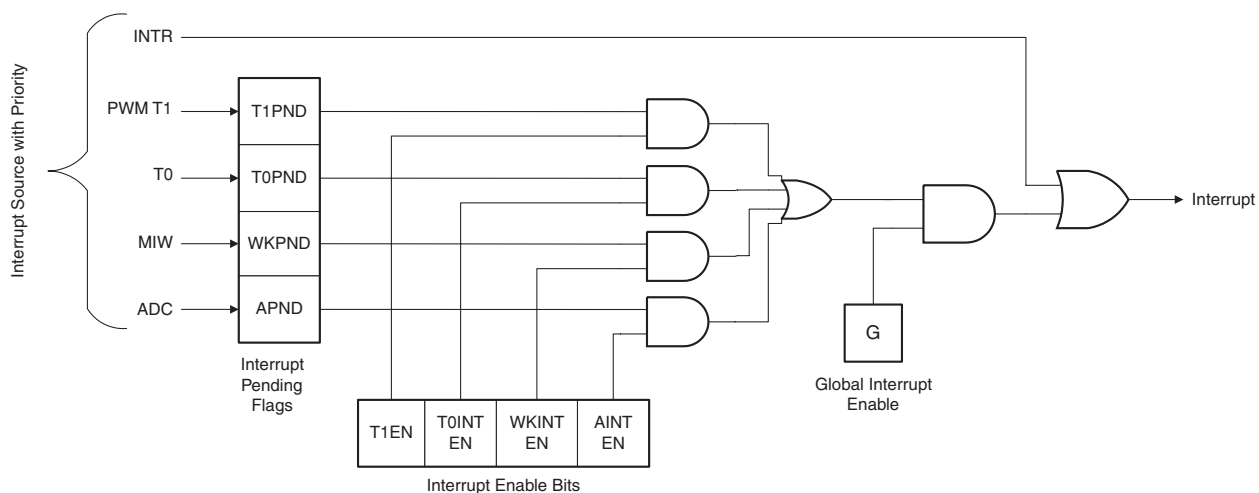 Interrupt Source with Priority
INTR
PWM T1
T1PND
T0
T0PND
MIW
WKPND
ADC
APND
Interrupt
Pending
Flags
T1EN
T0INT
EN
WKINT
EN
AINT
EN
Interrupt Enable Bits
G
Global Interrupt
Enable
Interrupt